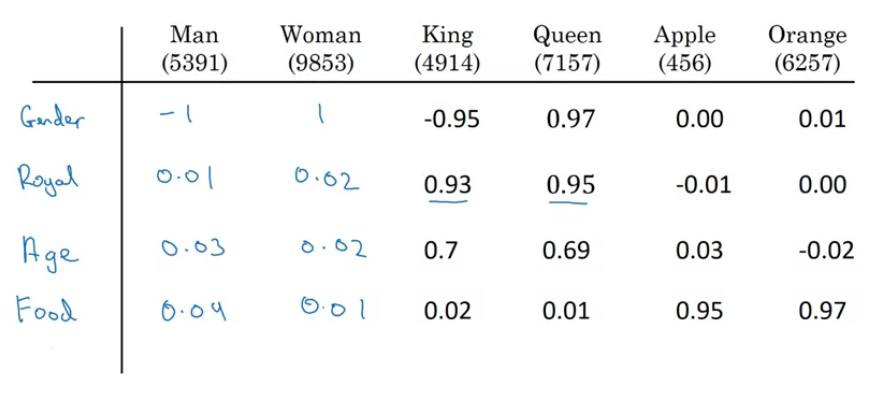 Man Woman King Queen Apple Orange
(5391) (9853) (4914) (7157) (456) (6257)
Gender -1 1 -0.95 0.97 0.00 0.01
Royal 0.01 0.02 0.93 0.95 -0.01 0.00
Age 0.03 0.02 0.7 0.69 0.03 -0.02
Food 0.04 0.01 0.02 0.01 0.95 0.97